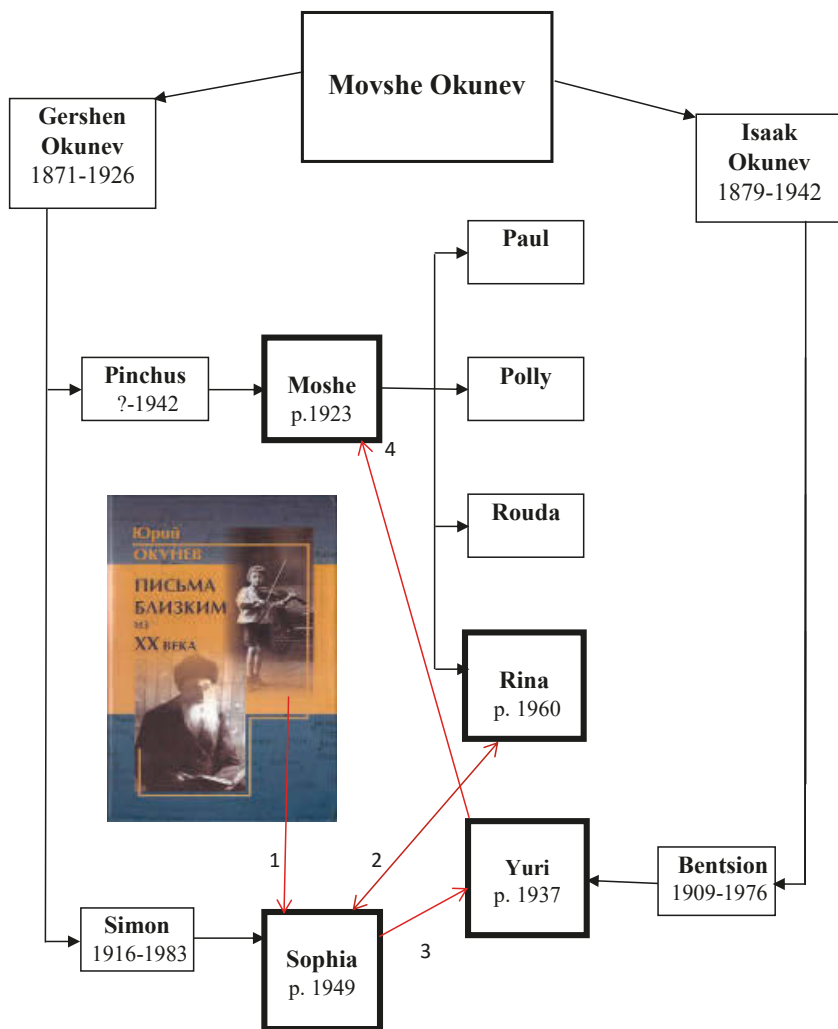 Movshe Okunev
Gershen
Okunev
1871-1926
Isaak
Okunev
1879-1942
Paul
Pinchus
?-1942
Moshe
р.1923
Polly
4
Rouda
Юрий
ОКУНЕВ
ПИСЬМА
БЛИЗКИМ
ИЗ
XX ВЕКА
Rina
р. 1960
1
2
Yuri
р. 1937
Bentsion
1909-1976
Simon
1916-1983
Sophia
р. 1949
3